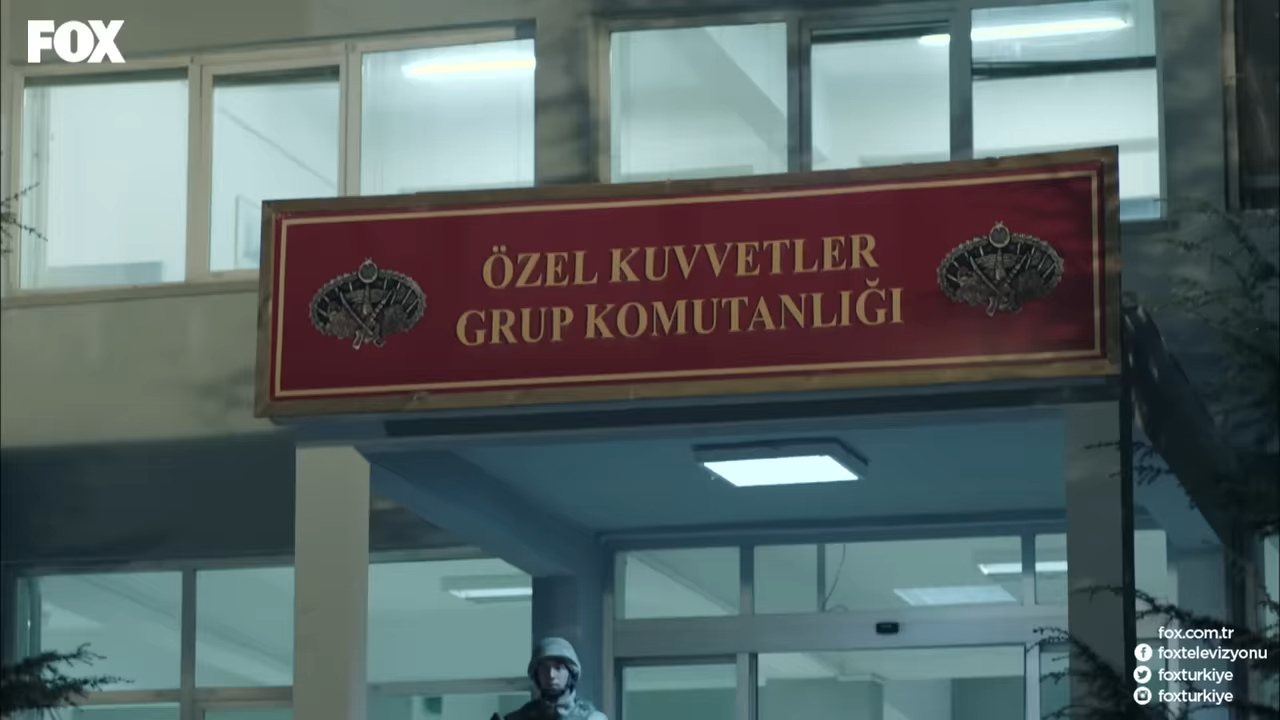 FOX
ÖZEL KUVVETLER
GRUP KOMUTANLIĞI
fox.com.tr
foxtelevizyonu
foxturkiye
foxturkiye